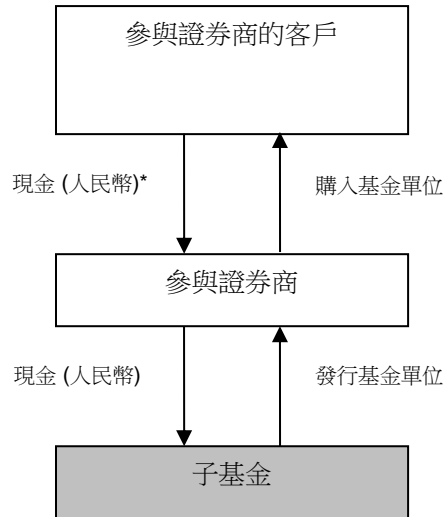 參與證券商的客戶
現金 (人民幣)*
購入基金單位
參與證券商
現金 (人民幣)
發行基金單位
子基金